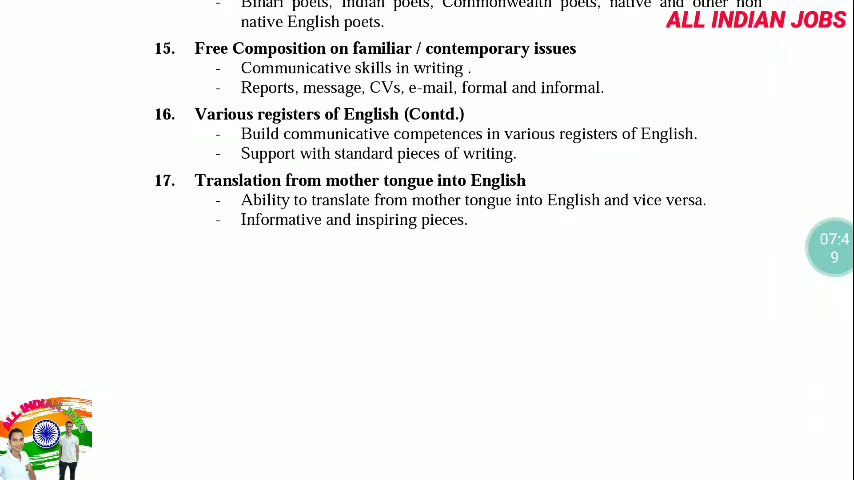 - Bihari poets, Indian poets, Commonwealth poets, native and other non
native English poets.
ALL INDIAN JOBS
15. Free Composition on familiar / contemporary issues
- Communicative skills in writing .
- Reports, message, CVs, e-mail, formal and informal.
16. Various registers of English (Contd.)
- Build communicative competences in various registers of English.
- Support with standard pieces of writing.
17. Translation from mother tongue into English
- Ability to translate from mother tongue into English and vice versa.
- Informative and inspiring pieces.
07:4
9
ALL INDIAN JOBS